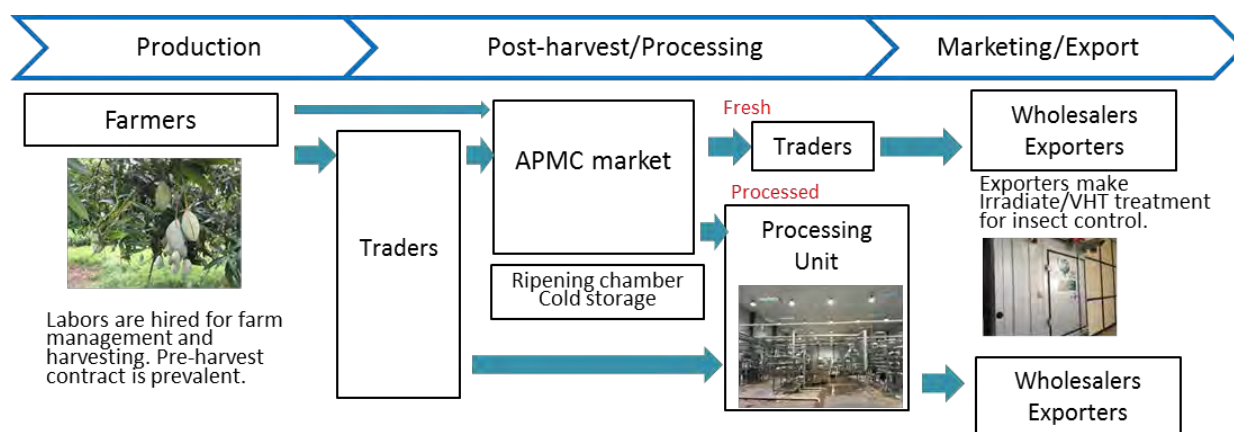 Production
Post-harvest/Processing
Marketing/Export
Farmers
Labors are hired for farm
management and
harvesting. Pre-harvest
contract is prevalent.
Traders
APMC market
Ripening chamber
Cold storage
Fresh
Traders
Processed
Processing
Unit
Wholesalers
Exporters
Exporters make
Irradiate/VHT treatment
for insect control.
Wholesalers
Exporters